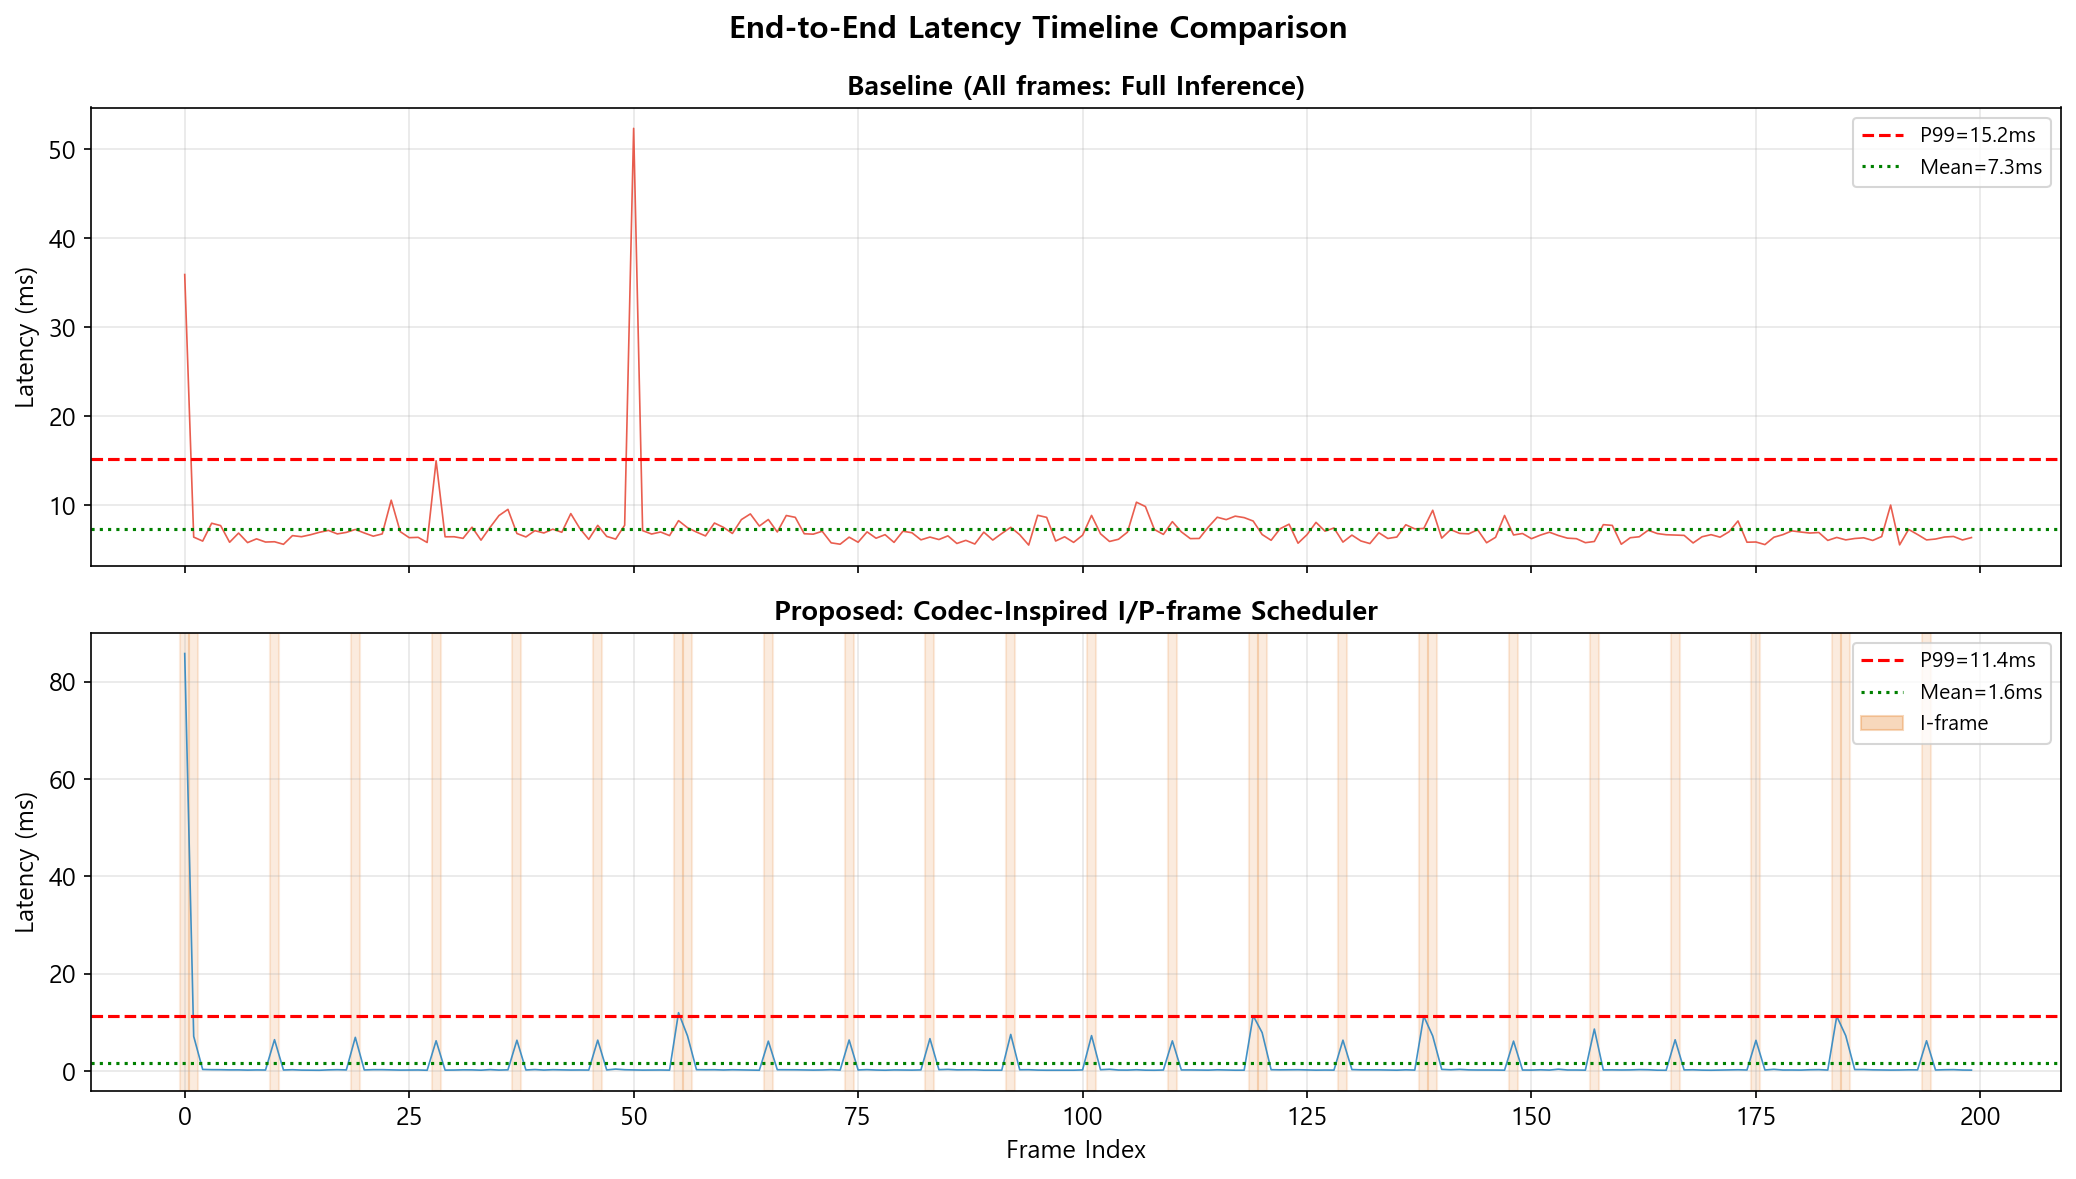 End-to-End Latency Timeline Comparison
Baseline (All frames: Full Inference)
Latency (ms)
50
40
30
20
10
P99=15.2ms
Mean=7.3ms
Proposed: Codec-Inspired I/P-frame Scheduler
Latency (ms)
80
60
40
20
0
P99=11.4ms
Mean=1.6ms
I-frame
0 25 50 75 100 125 150 175 200
Frame Index